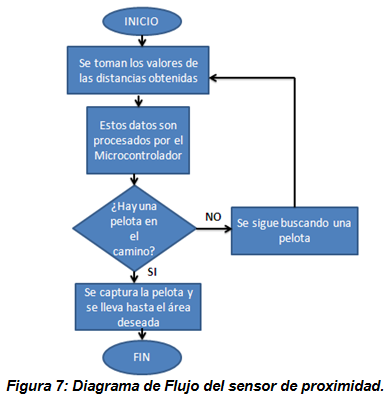 INICIO
Se toman los valores de
las distancias obtenidas
Estos datos son
procesados por el
Microcontrolador
¿Hay una
pelota en
el
camino?
NO
Se sigue buscando una
pelota
SI
Se captura la pelota y
se lleva hasta el área
deseada
FIN
Figura 7: Diagrama de Flujo del sensor de proximidad.